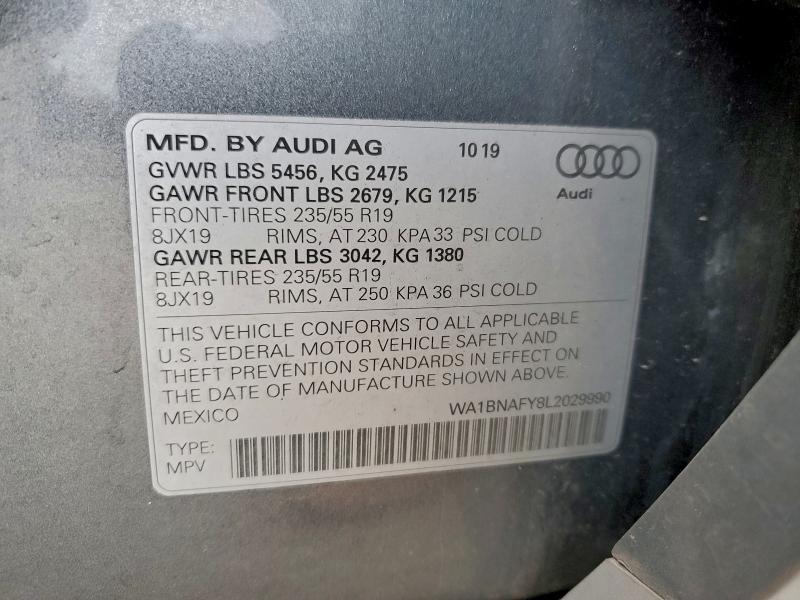 MFD. BY AUDI AG 10 19
GVWR LBS 5456, KG 2475
GAWR FRONT LBS 2679, KG 1215
Audi
FRONT-TIRES 235/55 R19
8JX19 RIMS, AT 230 KPA 33 PSI COLD
GAWR REAR LBS 3042, KG 1380
REAR-TIRES 235/55 R19
8JX19 RIMS, AT 250 KPA 36 PSI COLD
THIS VEHICLE CONFORMS TO ALL APPLICABLE
U.S. FEDERAL MOTOR VEHICLE SAFETY AND
THEFT PREVENTION STANDARDS IN EFFECT ON
THE DATE OF MANUFACTURE SHOWN ABOVE.
MEXICO WA1BNAFY8L2029990
TYPE:
MPV